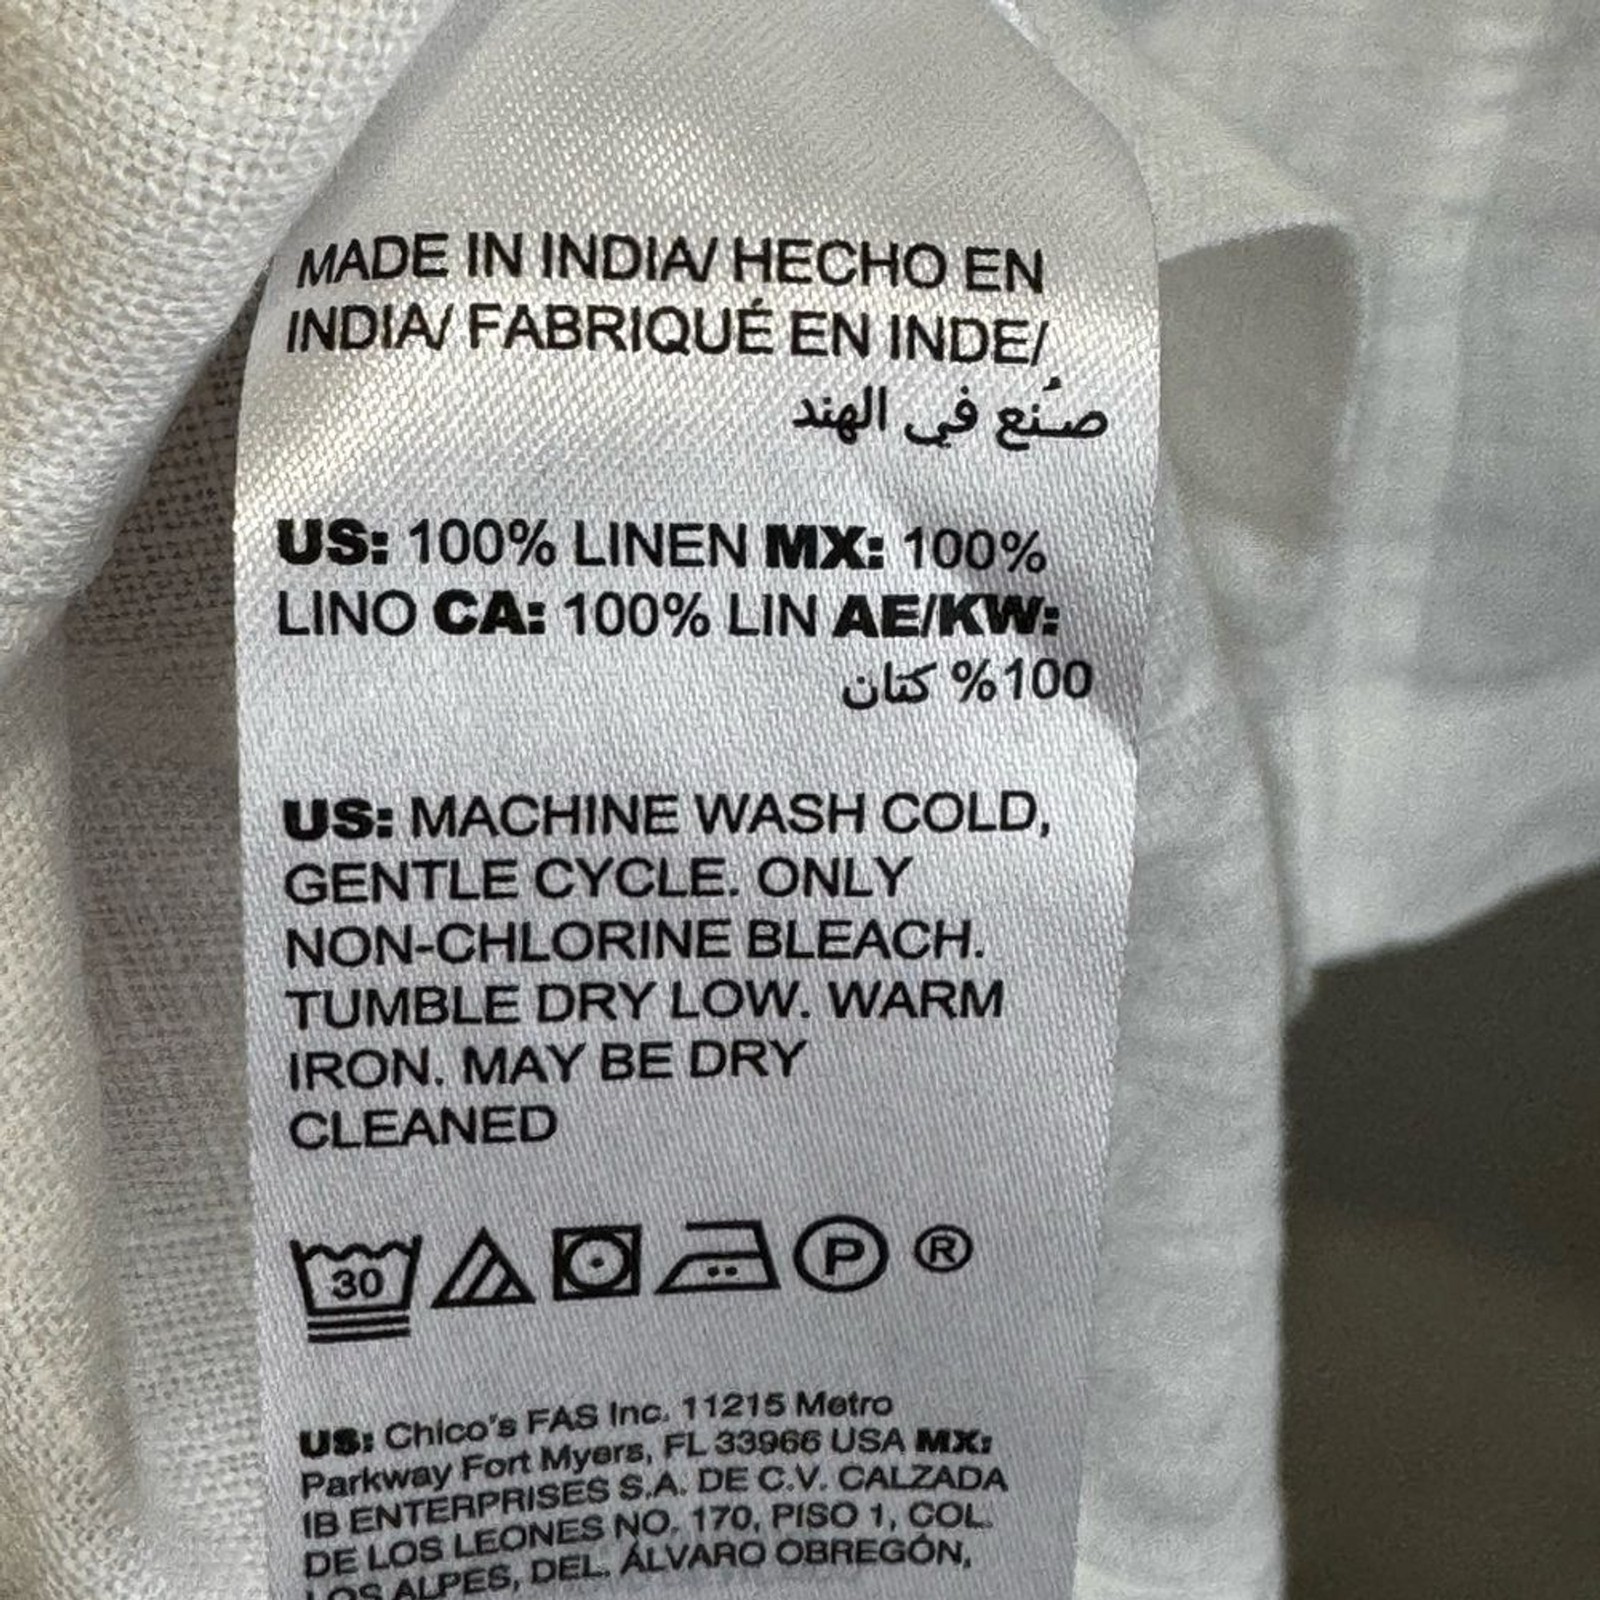 MADE IN INDIA/ HECHO EN
INDIA/ FABRIQUÉ EN INDE/
صُنع في الهند
US: 100% LINEN MX: 100%
LINO CA: 100% LIN AE/KW:
100% كتان
US: MACHINE WASH COLD,
GENTLE CYCLE. ONLY
NON-CHLORINE BLEACH.
TUMBLE DRY LOW. WARM
IRON. MAY BE DRY
CLEANED
30 P ®
US: Chico's FAS Inc. 11215 Metro
Parkway Fort Myers, FL 33966 USA MX:
IB ENTERPRISES S.A. DE C.V. CALZADA
DE LOS LEONES NO. 170, PISO 1, COL.
LOS ALPES, DEL. ÁLVARO OBREGÓN,